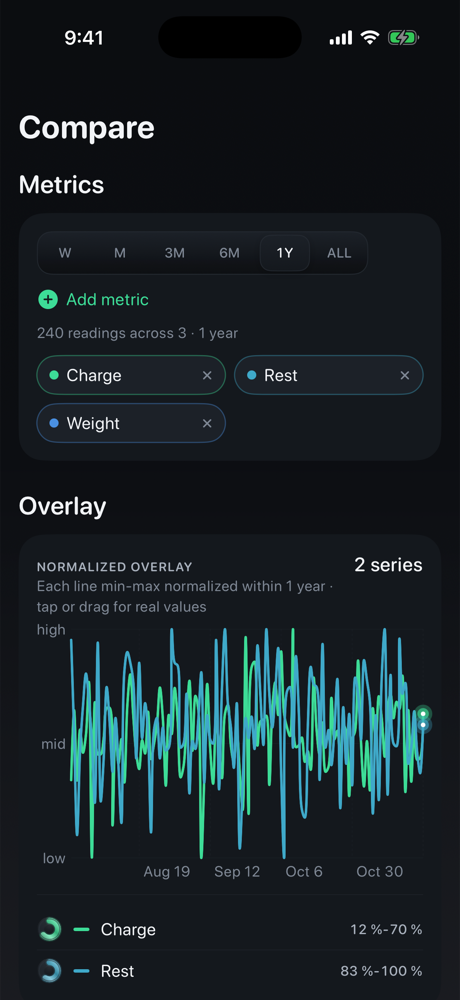 9:41
Compare
Metrics
W M 3M 6M 1Y ALL
Add metric
240 readings across 3 · 1 year
Charge × Rest ×
Weight ×
Overlay
NORMALIZED OVERLAY 2 series
Each line min-max normalized within 1 year ·
tap or drag for real values
high
mid
low
Aug 19 Sep 12 Oct 6 Oct 30
Charge 12 %-70 %
Rest 83 %-100 %